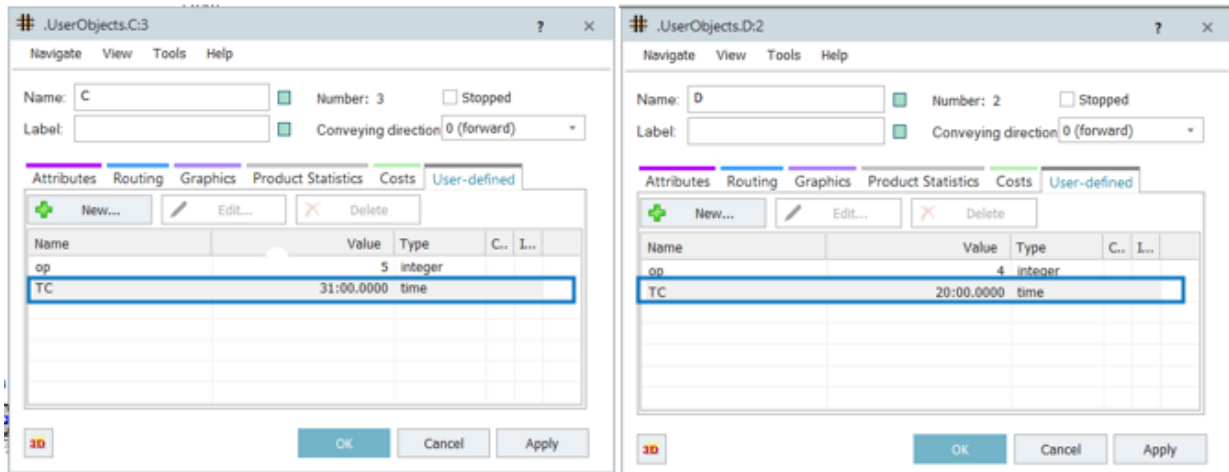 .UserObjects.C:3 ? ×
Navigate View Tools Help
Name: C Number: 3 Stopped
Label: Conveying direction 0 (forward)
Attributes Routing Graphics Product Statistics Costs User-defined
New... Edit... Delete
Name Value Type C.. I...
op 5 integer
TC 31:00.0000 time
3D OK Cancel Apply
.UserObjects.D:2 ? ×
Navigate View Tools Help
Name: D Number: 2 Stopped
Label: Conveying direction 0 (forward)
Attributes Routing Graphics Product Statistics Costs User-defined
New... Edit... Delete
Name Value Type C.. I...
op 4 integer
TC 20:00.0000 time
3D OK Cancel Apply